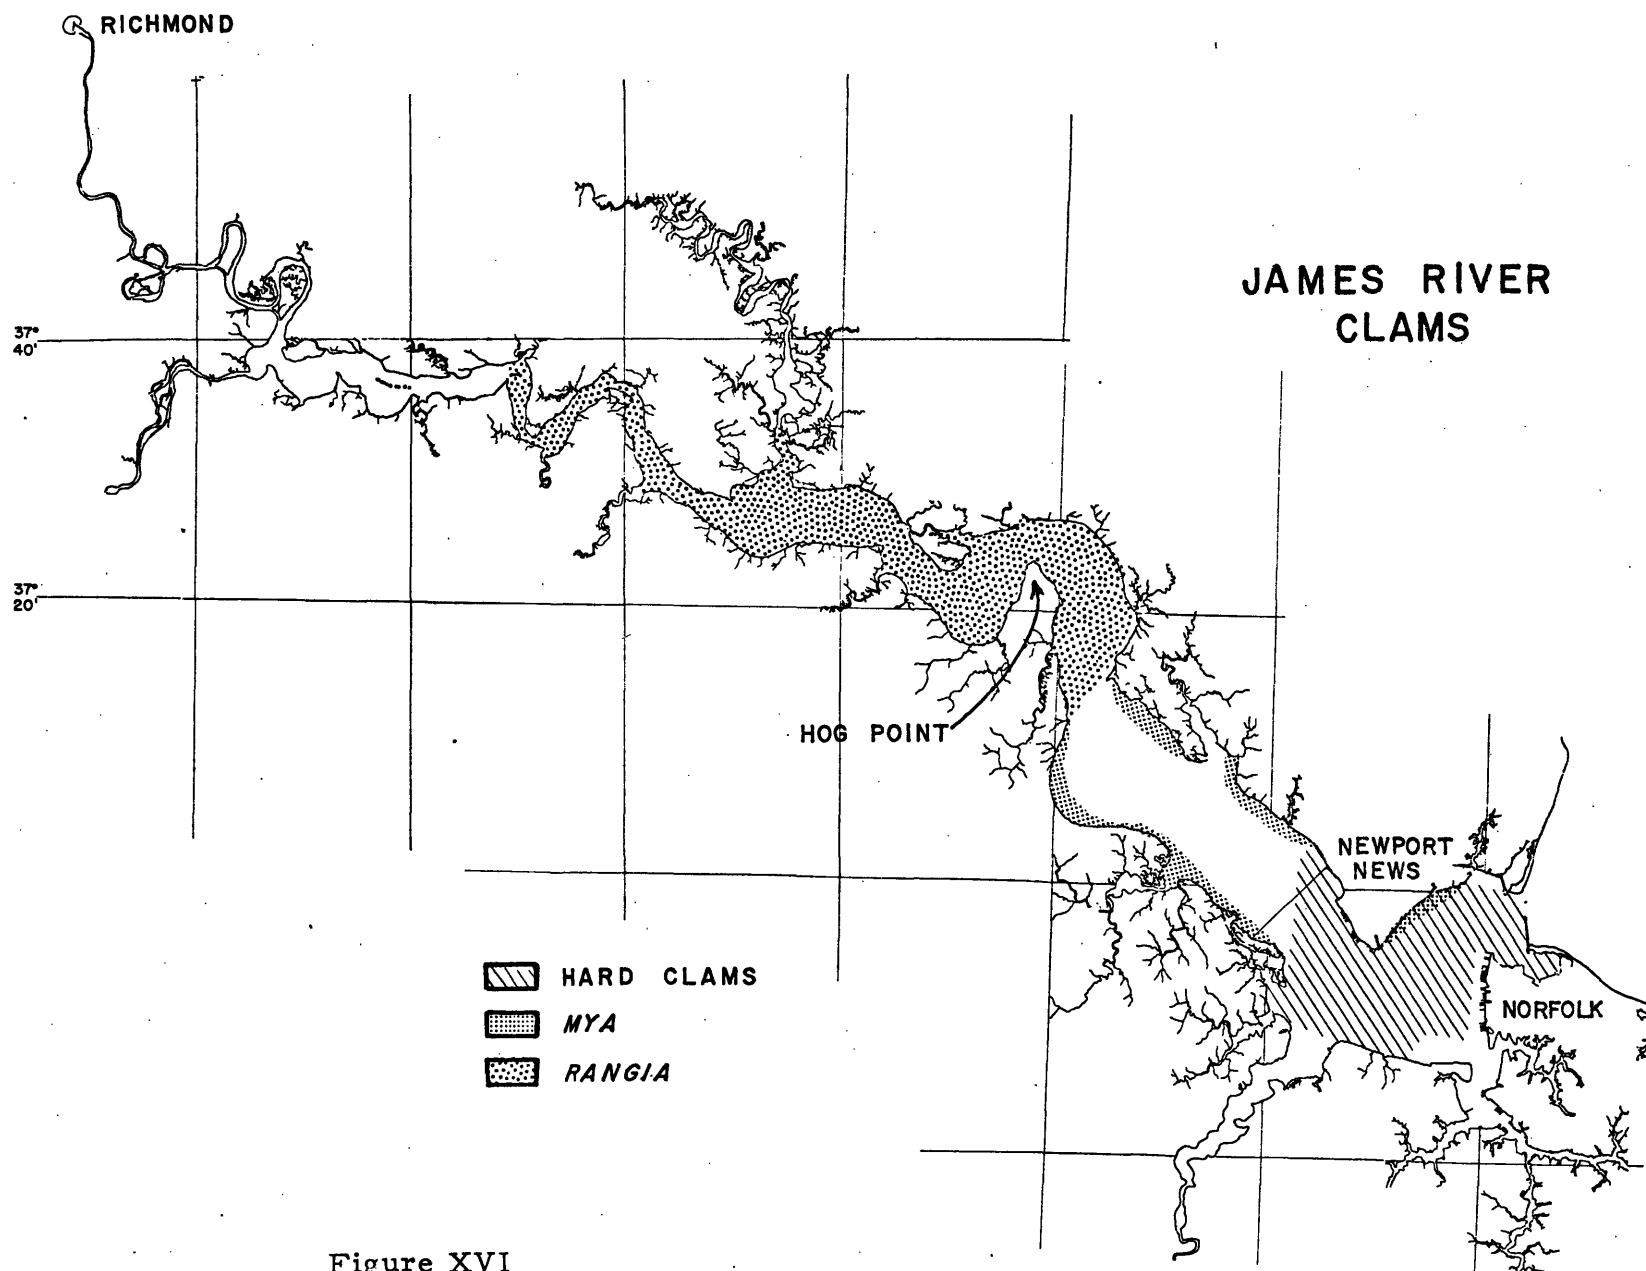 RICHMOND
JAMES RIVER
CLAMS
37°
40'
37°
20'
HOG POINT
NEWPORT
NEWS
NORFOLK
HARD CLAMS
MYA
RANGIA
Figure XVI